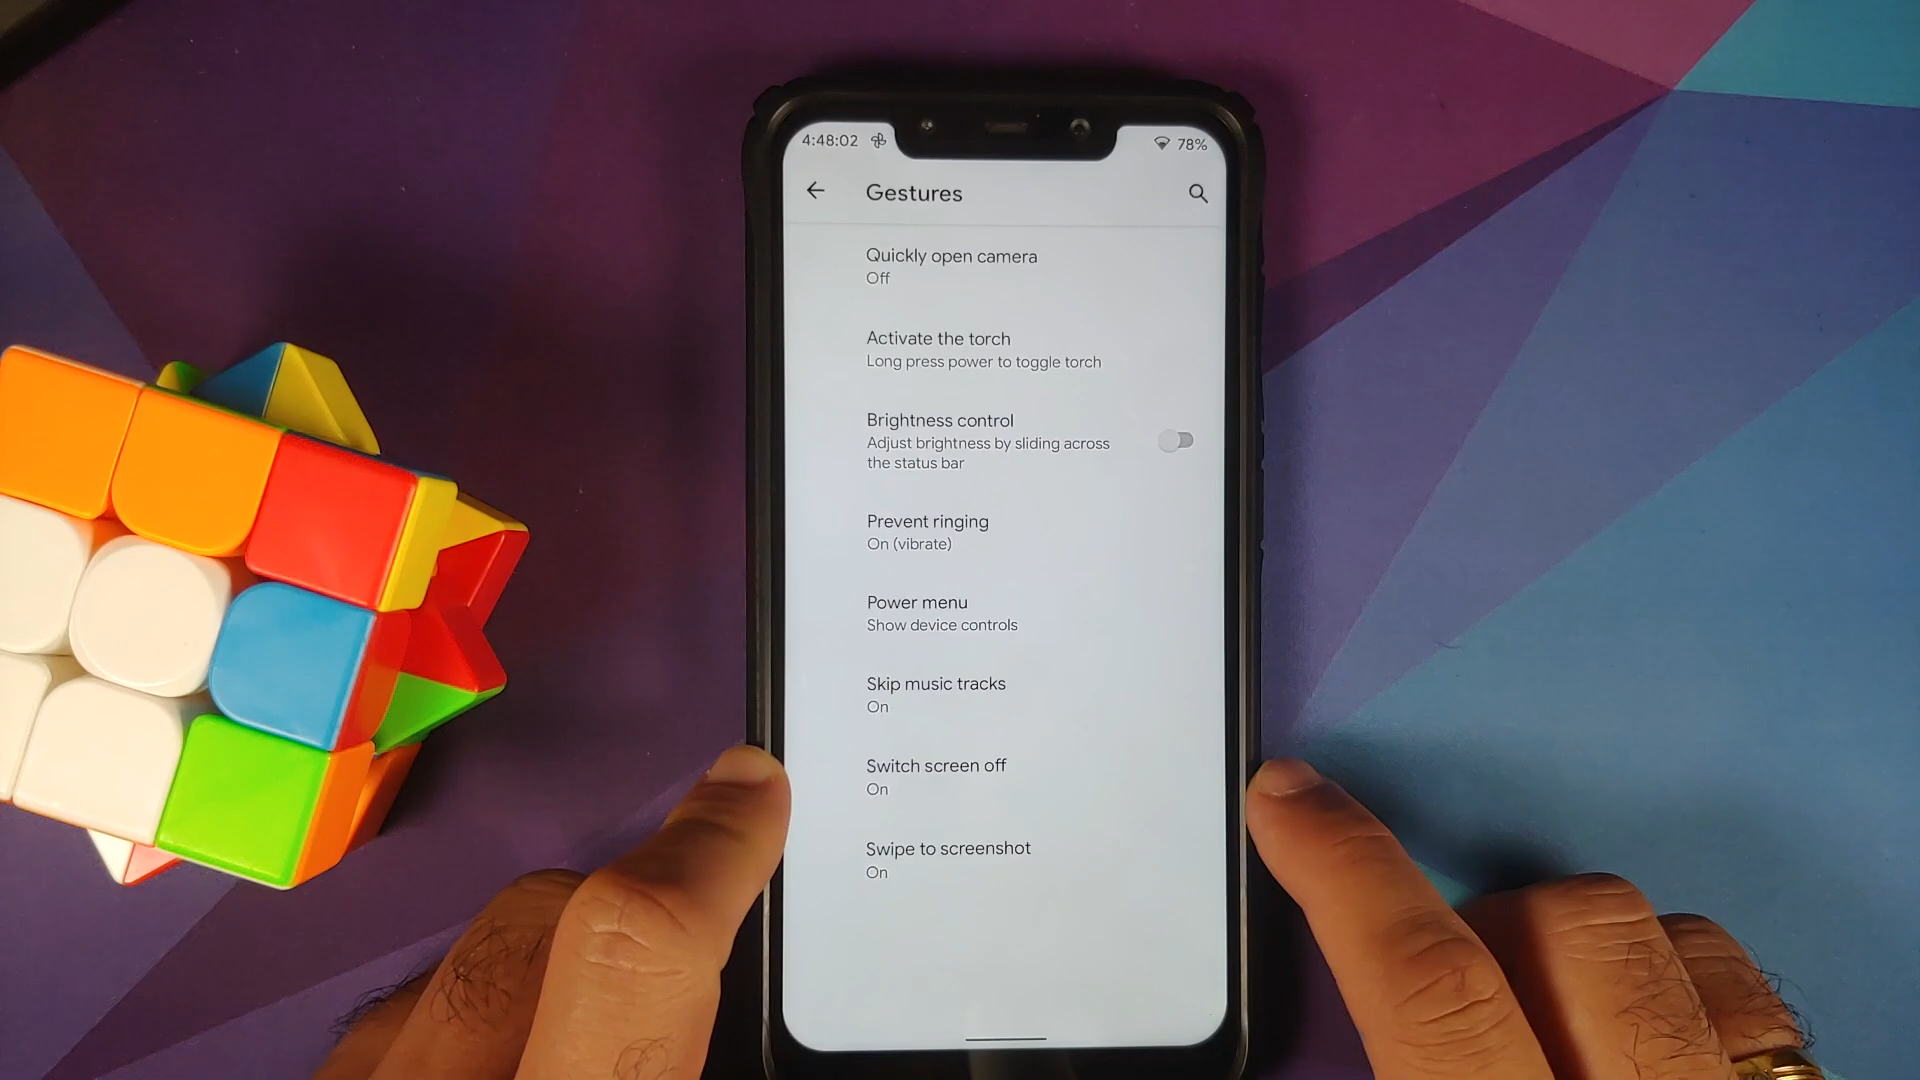 4:48:02
78%
Gestures
Quickly open camera
Off
Activate the torch
Long press power to toggle torch
Brightness control
Adjust brightness by sliding across
the status bar
Prevent ringing
On (vibrate)
Power menu
Show device controls
Skip music tracks
On
Switch screen off
On
Swipe to screenshot
On